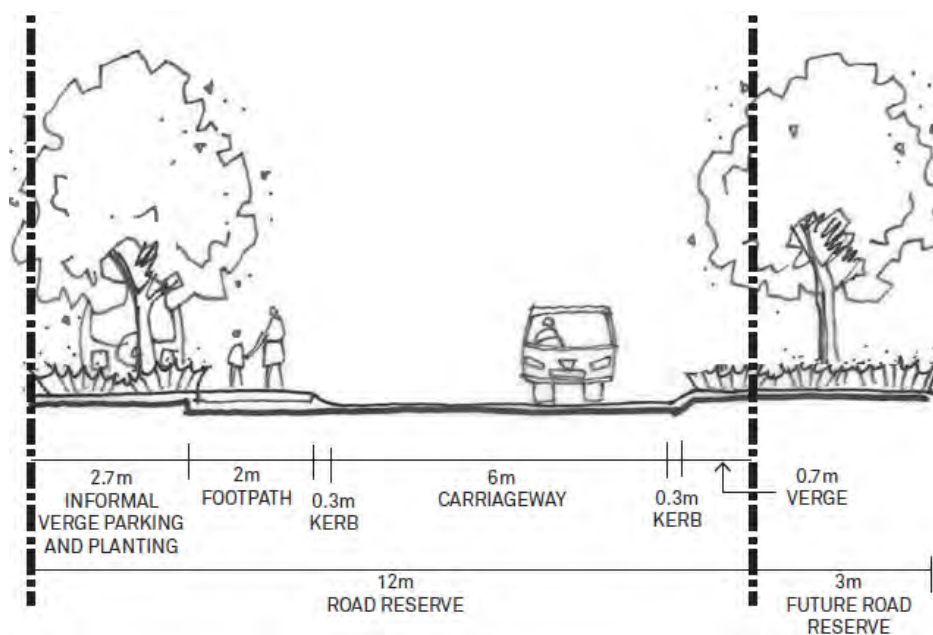 2.7m
INFORMAL
VERGE PARKING
AND PLANTING
2m
FOOTPATH
0.3m
KERB
6m
CARRIAGEWAY
0.3m
KERB
0.7m
VERGE
12m
ROAD RESERVE
3m
FUTURE ROAD
RESERVE